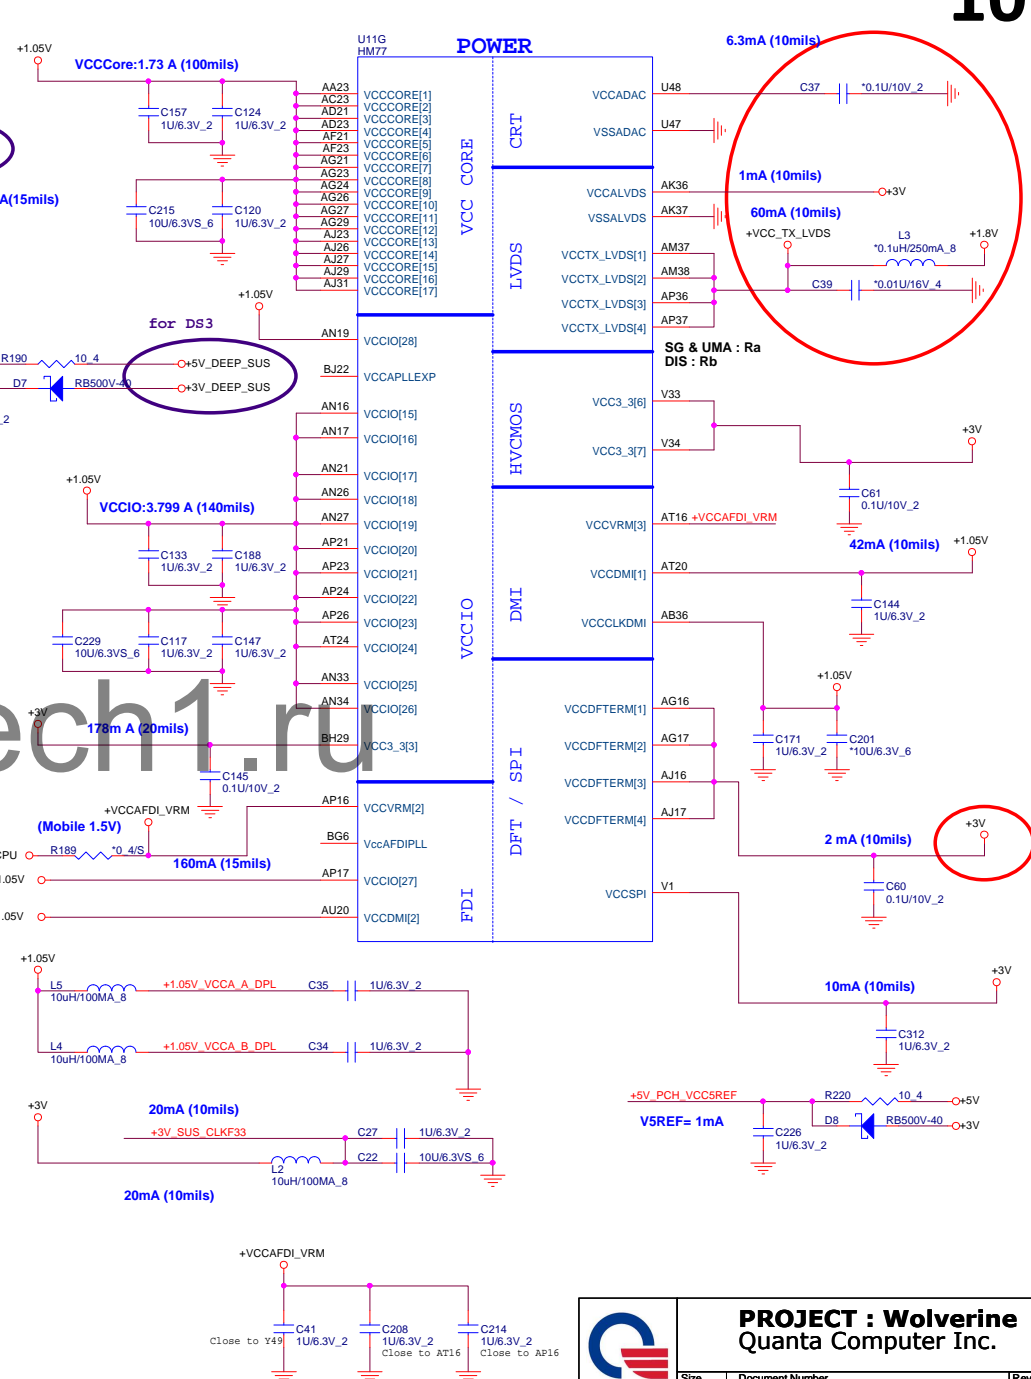 10
+1.05V
VCCCore:1.73 A (100mils)
U11G
HM77
POWER
6.3mA (10mils)
C157
1U/6.3V_2
C124
1U/6.3V_2
C215
10U/6.3VS_6
C120
1U/6.3V_2
A(15mils)
AA23 VCCCORE[1]
AC23 VCCCORE[2]
AD21 VCCCORE[3]
AD23 VCCCORE[4]
AF21 VCCCORE[5]
AF23 VCCCORE[6]
AG21 VCCCORE[7]
AG23 VCCCORE[8]
AG24 VCCCORE[9]
AG26 VCCCORE[10]
AG27 VCCCORE[11]
AG29 VCCCORE[12]
AJ23 VCCCORE[13]
AJ26 VCCCORE[14]
AJ27 VCCCORE[15]
AJ29 VCCCORE[16]
AJ31 VCCCORE[17]
VCC CORE
CRT
VCCADAC U48
C37 *0.1U/10V_2
VSSADAC U47
LVDS
1mA (10mils)
VCCALVDS AK36
+3V
VSSALVDS AK37
60mA (10mils)
+VCC_TX_LVDS
L3
*0.1uH/250mA_8
+1.8V
VCCTX_LVDS[1] AM37
VCCTX_LVDS[2] AM38
VCCTX_LVDS[3] AP36
VCCTX_LVDS[4] AP37
C39 *0.01U/16V_4
SG & UMA : Ra
DIS : Rb
+1.05V
for DS3
R190 10_4 +5V_DEEP_SUS
D7 RB500V-40 +3V_DEEP_SUS
_2
AN19 VCCIO[28]
BJ22 VCCAPLLEXP
AN16 VCCIO[15]
AN17 VCCIO[16]
AN21 VCCIO[17]
AN26 VCCIO[18]
AN27 VCCIO[19]
AP21 VCCIO[20]
AP23 VCCIO[21]
AP24 VCCIO[22]
AP26 VCCIO[23]
AT24 VCCIO[24]
AN33 VCCIO[25]
AN34 VCCIO[26]
BH29 VCC3_3[3]
AP16 VCCVRM[2]
BG6 VccAFDIPLL
AP17 VCCIO[27]
AU20 VCCDMI[2]
VCCIO
FDI
HVCMOS
VCC3_3[6] V33
VCC3_3[7] V34
+3V
C61
0.1U/10V_2
DMI
VCCVRM[3] AT16 +VCCAFDI_VRM
42mA (10mils)
+1.05V
VCCDMI[1] AT20
C144
1U/6.3V_2
VCCCLKDMI AB36
+1.05V
C171
1U/6.3V_2
C201
*10U/6.3V_6
DFT / SPI
VCCDFTERM[1] AG16
VCCDFTERM[2] AG17
VCCDFTERM[3] AJ16
VCCDFTERM[4] AJ17
2 mA (10mils)
+3V
C60
0.1U/10V_2
VCCSPI V1
10mA (10mils)
+3V
C312
1U/6.3V_2
+1.05V
VCCIO:3.799 A (140mils)
C133
1U/6.3V_2
C188
1U/6.3V_2
C229
10U/6.3VS_6
C117
1U/6.3V_2
C147
1U/6.3V_2
ech1.ru
+3V
178m A (20mils)
C145
0.1U/10V_2
+VCCAFDI_VRM
(Mobile 1.5V)
CPU R189 *0_4/S
160mA (15mils)
.05V
.05V
+1.05V
L5
10uH/100MA_8
+1.05V_VCCA_A_DPL C35 1U/6.3V_2
L4
10uH/100MA_8
+1.05V_VCCA_B_DPL C34 1U/6.3V_2
+3V
20mA (10mils)
+3V_SUS_CLKF33 C27 1U/6.3V_2
L2
10uH/100MA_8
C22 10U/6.3VS_6
20mA (10mils)
+5V_PCH_VCC5REF
V5REF= 1mA
R220 10_4 +5V
D8 RB500V-40 +3V
C226
1U/6.3V_2
+VCCAFDI_VRM
C41
1U/6.3V_2
Close to Y49
C208
1U/6.3V_2
Close to AT16
C214
1U/6.3V_2
Close to AP16
PROJECT : Wolverine
Quanta Computer Inc.
Size Document Number Rev